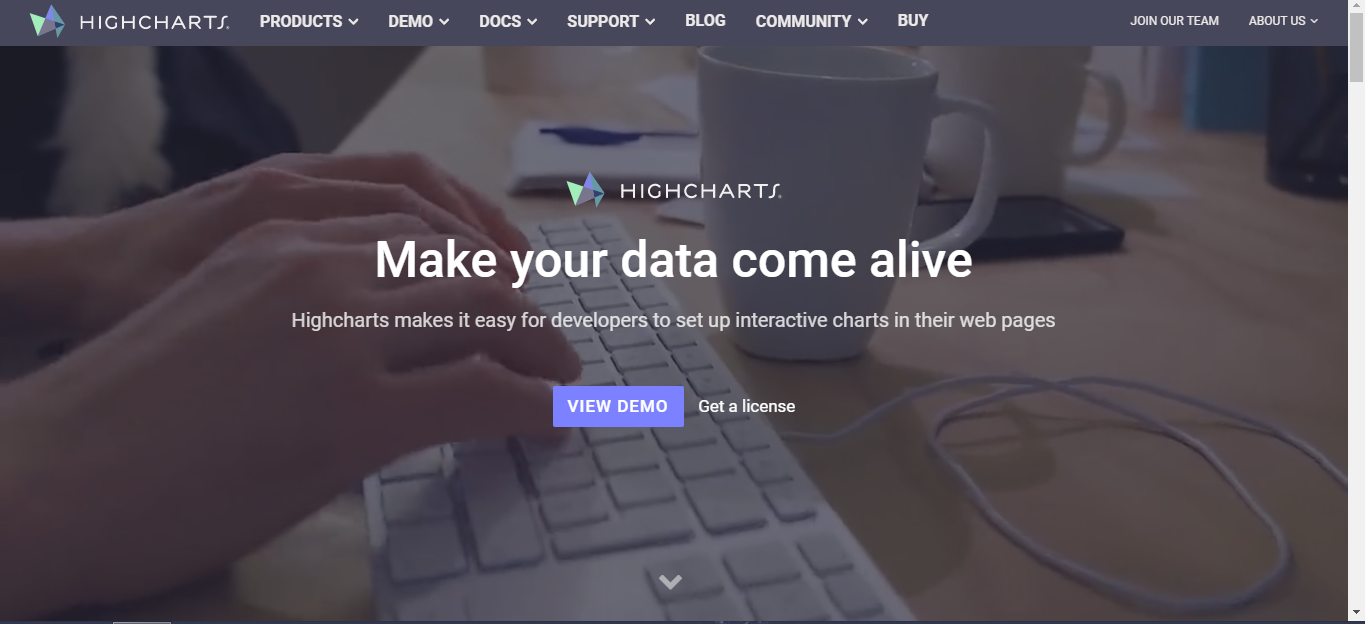 HIGHCHARTS PRODUCTS DEMO DOCS SUPPORT BLOG COMMUNITY BUY JOIN OUR TEAM ABOUT US
HIGHCHARTS
Make your data come alive
Highcharts makes it easy for developers to set up interactive charts in their web pages
VIEW DEMO Get a license